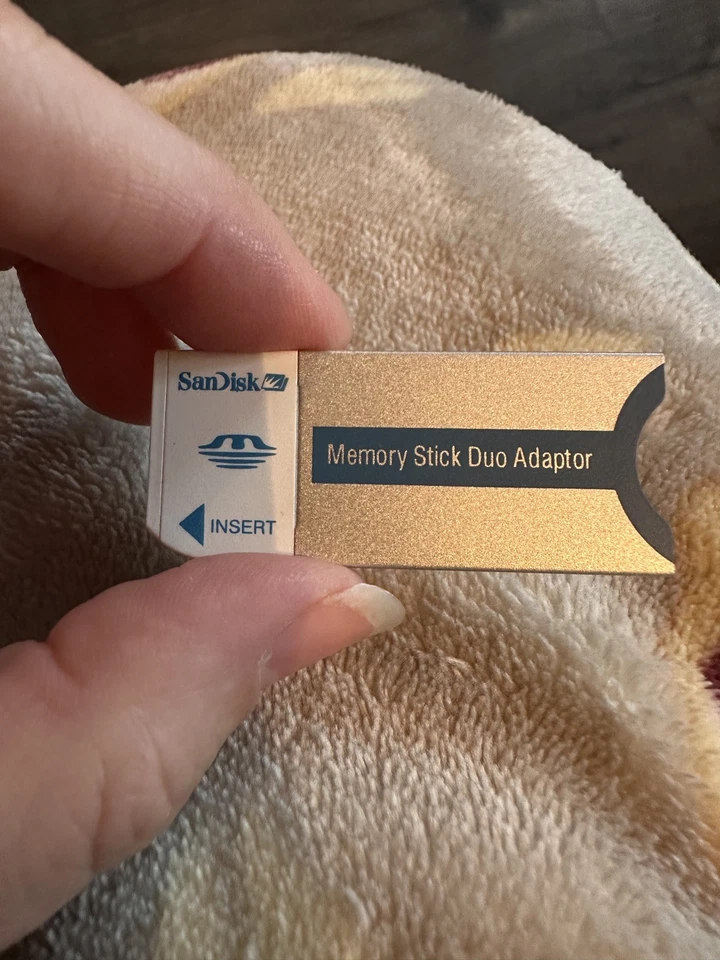 SanDisk
INSERT
Memory Stick Duo Adaptor